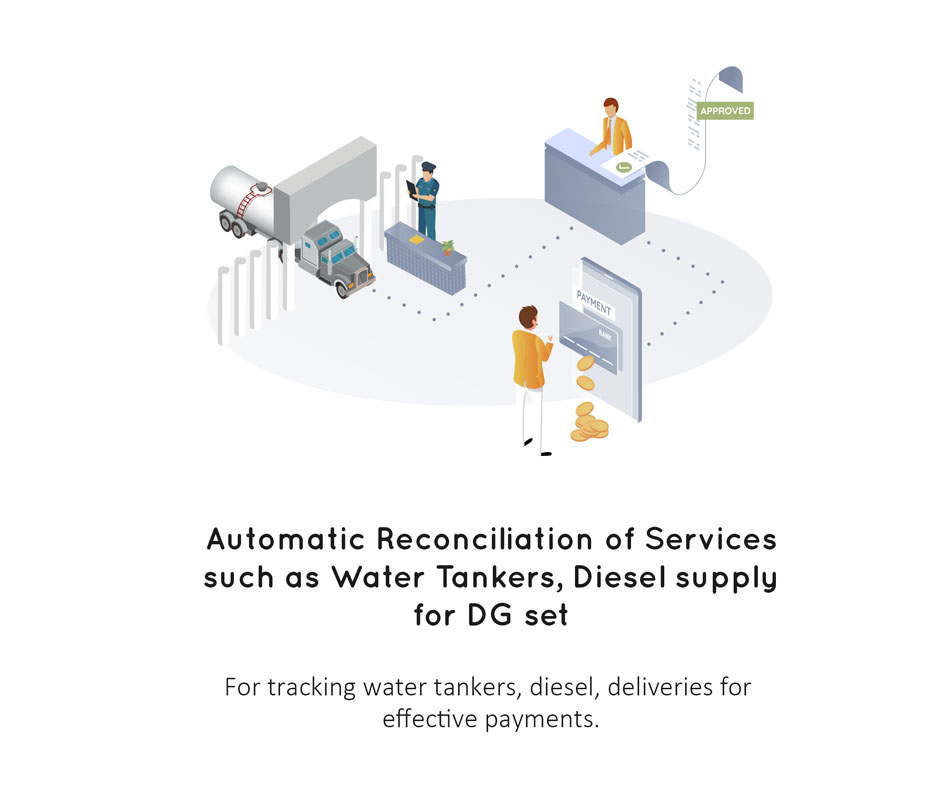 APPROVED
PAYMENT
BANK
Automatic Reconciliation of Services
such as Water Tankers, Diesel supply
for DG set
For tracking water tankers, diesel, deliveries for
effective payments.